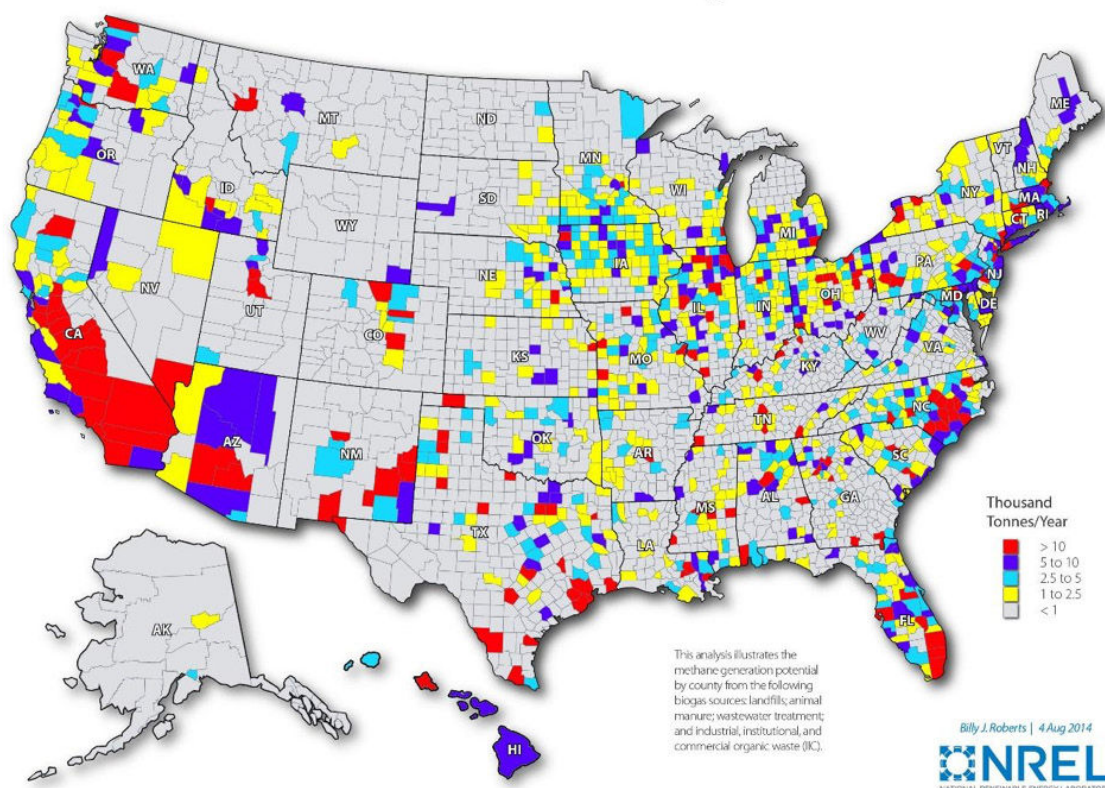 WA
MT
ND
MN
ME
VT
NH
OR
ID
SD
WI
NY
MA
CT
RI
WY
MI
NE
IA
PA
NJ
NV
UT
CO
IL
IN
OH
MD
DE
CA
KS
MO
WV
VA
KY
AZ
NM
OK
AR
TN
NC
SC
TX
LA
MS
AL
GA
FL
AK
HI
Thousand
Tonnes/Year
> 10
5 to 10
2.5 to 5
1 to 2.5
< 1
This analysis illustrates the
methane generation potential
by county from the following
biogas sources: landfills; animal
manure; wastewater treatment;
and industrial, institutional, and
commercial organic waste (IIC).
Billy J. Roberts | 4 Aug 2014
NREL
NATIONAL RENEWABLE ENERGY LABORATORY